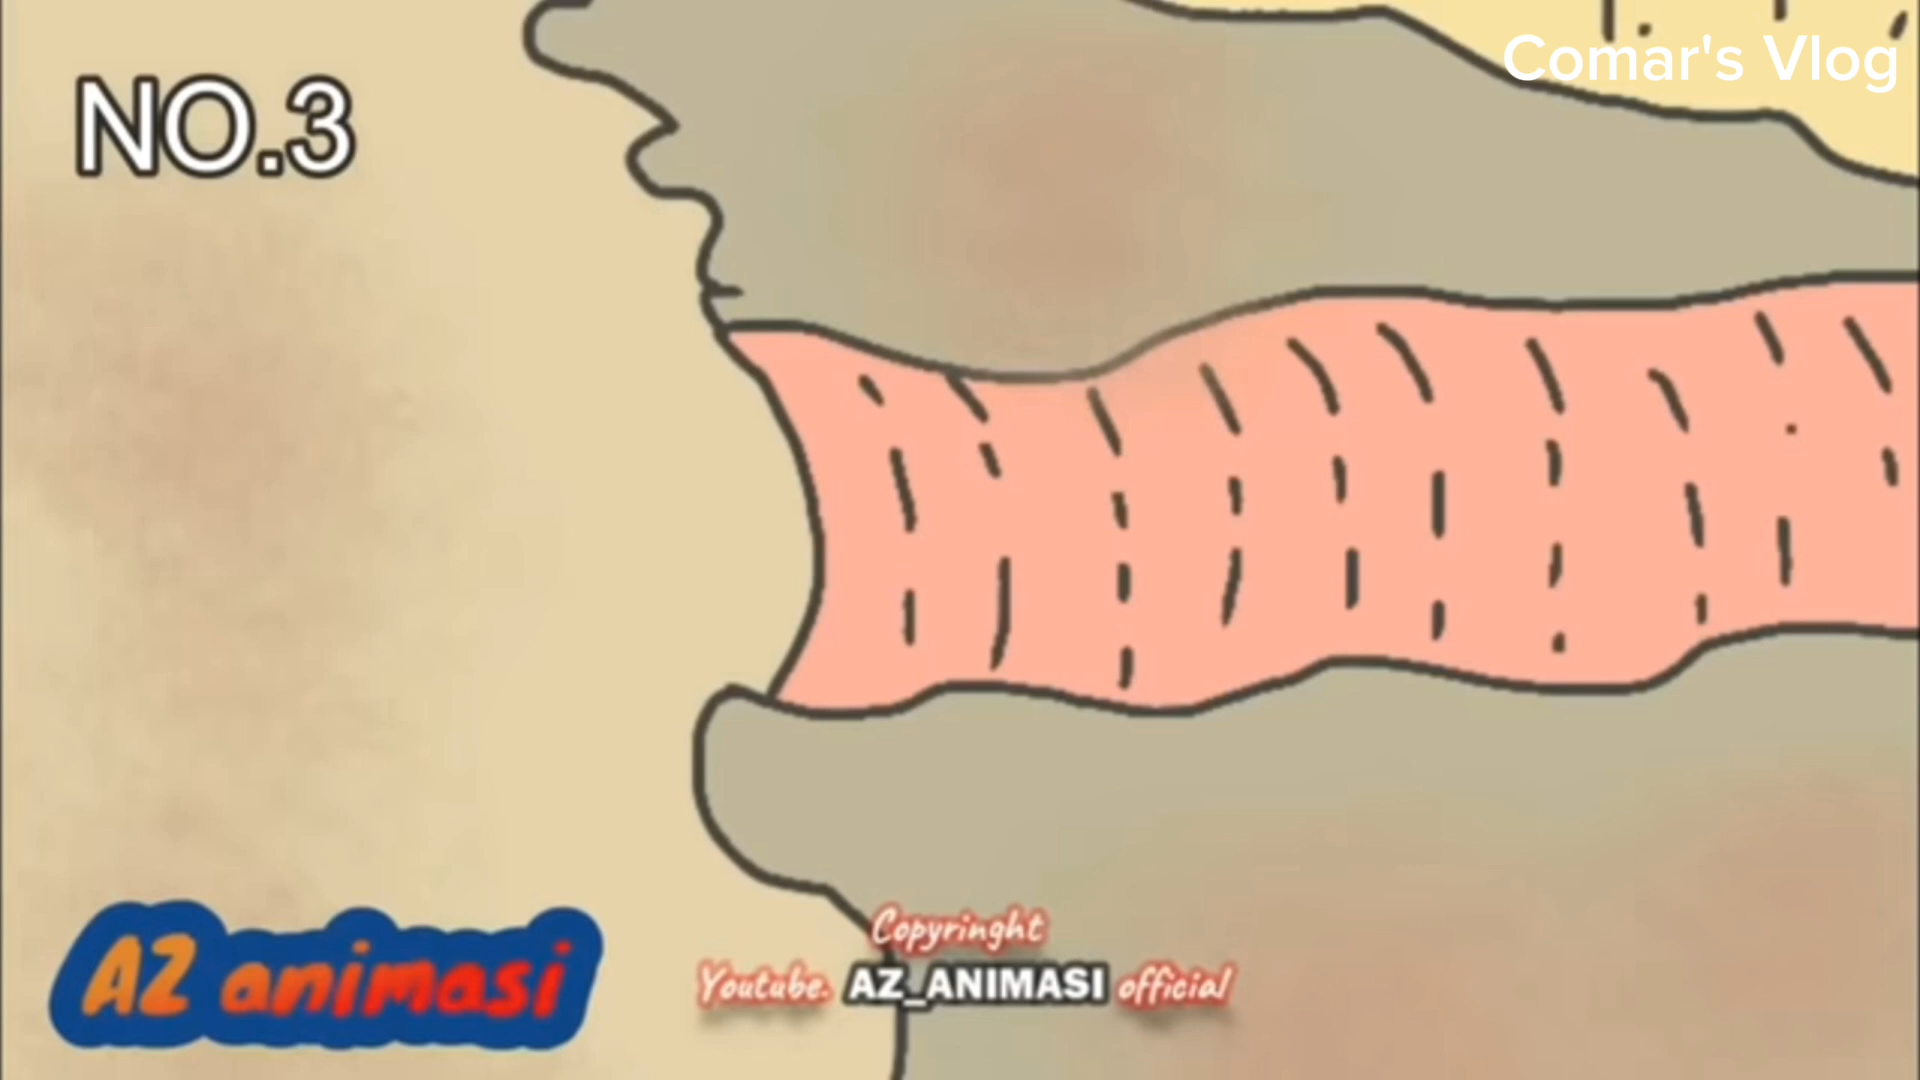 Comar's Vlog
NO.3
AZ animasi
Copyringht
Youtube. AZ_ANIMASI official